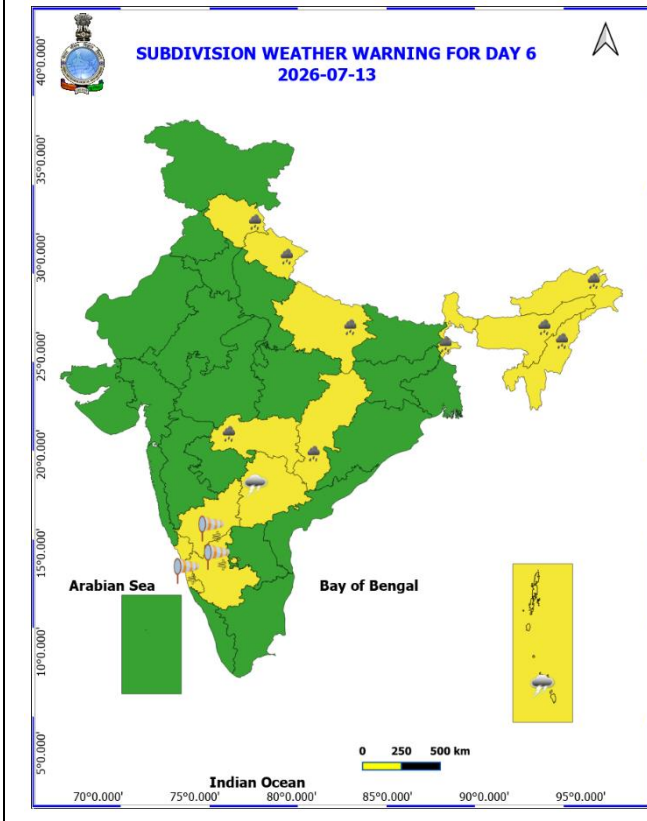 SUBDIVISION WEATHER WARNING FOR DAY 6
2026-07-13
40°0.000'
35°0.000'
30°0.000'
25°0.000'
20°0.000'
15°0.000'
10°0.000'
5°0.000'
Arabian Sea
Bay of Bengal
0 250 500 km
Indian Ocean
70°0.000' 75°0.000' 80°0.000' 85°0.000' 90°0.000' 95°0.000'